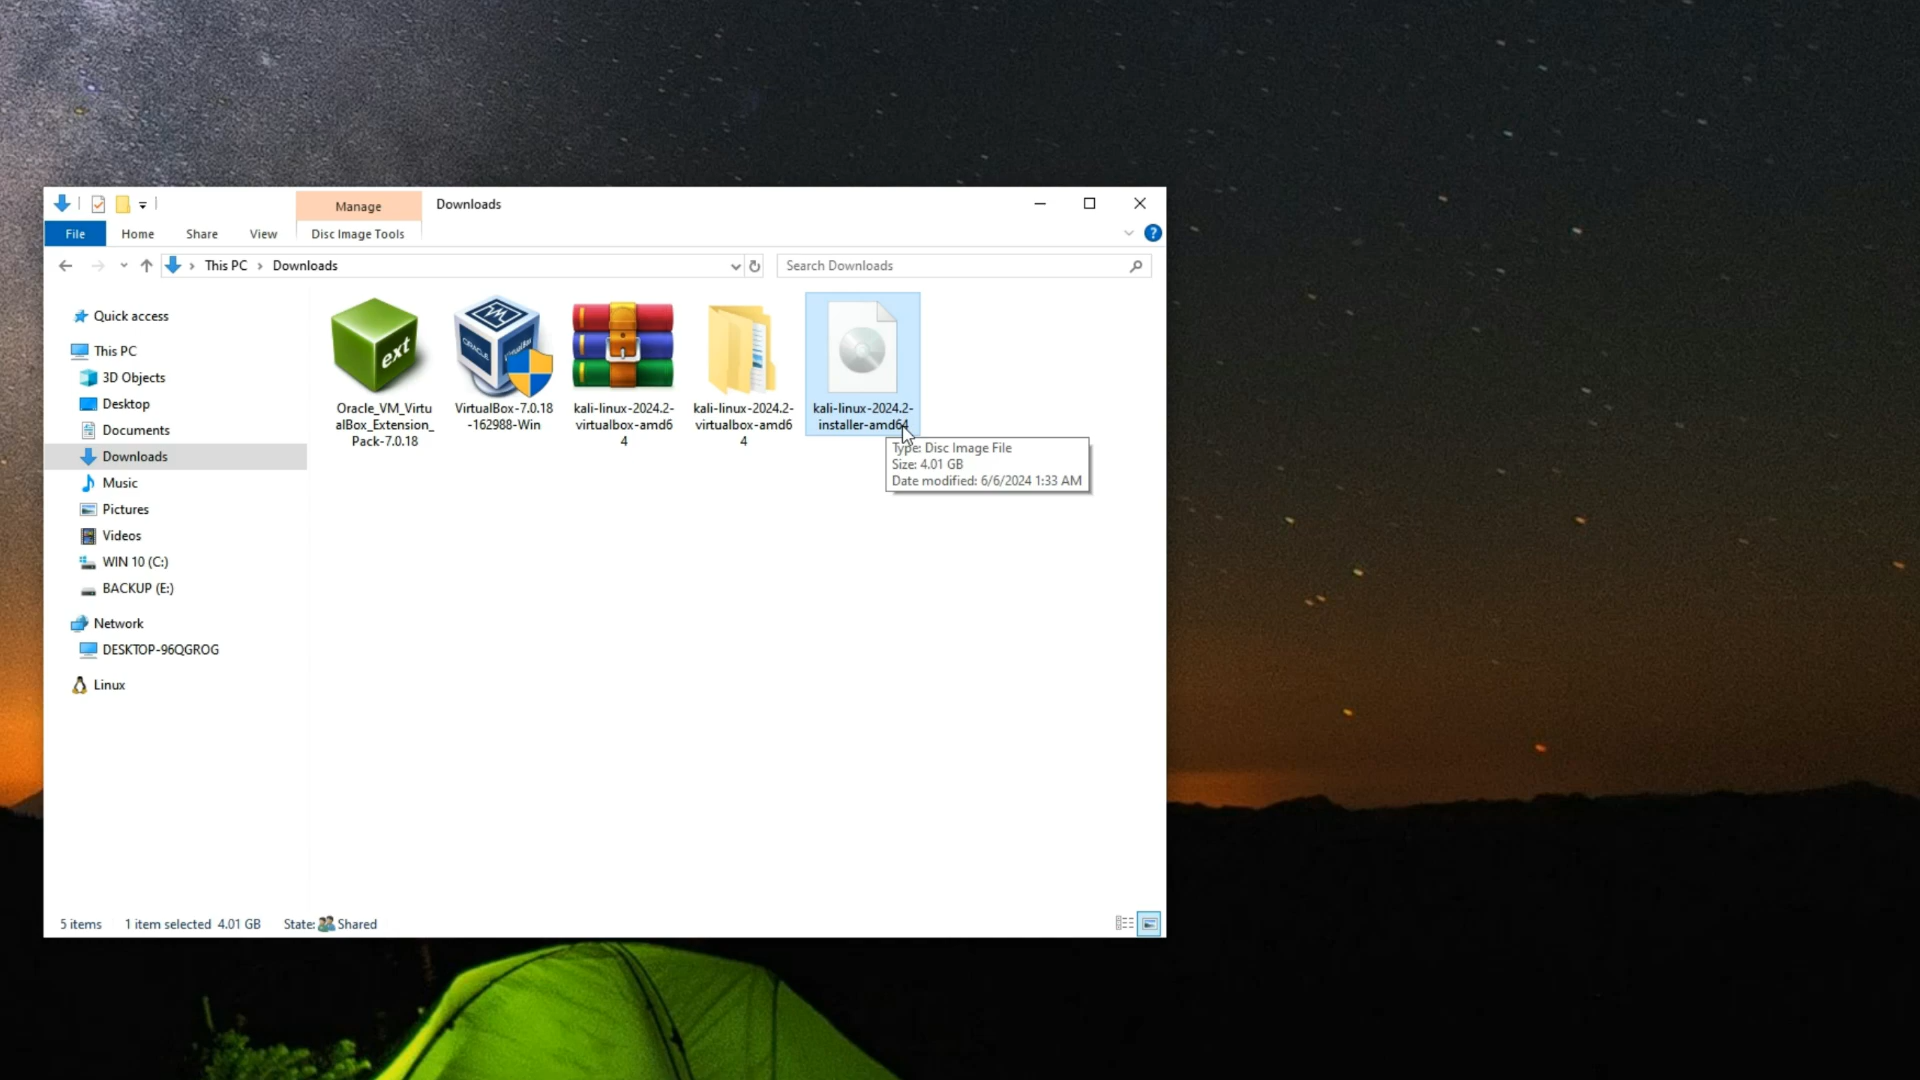 Manage
Downloads
File
Home
Share
View
Disc Image Tools
?
This PC
Downloads
Search Downloads
Quick access
This PC
3D Objects
Desktop
Documents
Downloads
Music
Pictures
Videos
WIN 10 (C:)
BACKUP (E:)
Network
DESKTOP-96QGROG
Linux
ext
Oracle_VM_Virtu
alBox_Extension_
Pack-7.0.18
ORACLE
VirtualBox
VirtualBox-7.0.18
-162988-Win
kali-linux-2024.2-
virtualbox-amd6
4
kali-linux-2024.2-
virtualbox-amd6
4
kali-linux-2024.2-
installer-amd64
Type: Disc Image File
Size: 4.01 GB
Date modified: 6/6/2024 1:33 AM
5 items
1 item selected 4.01 GB
State:
Shared